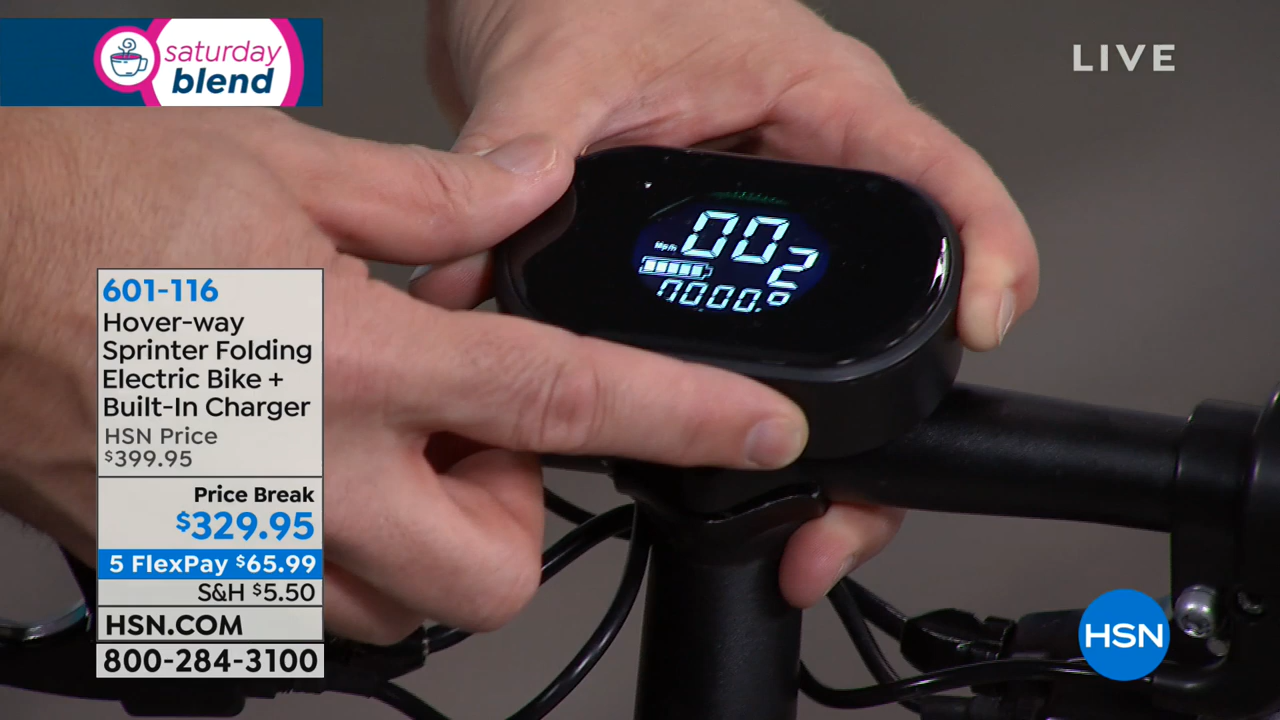 saturday
blend
LIVE
00
Mp/h
2
0000.0
601-116
Hover-way
Sprinter Folding
Electric Bike +
Built-In Charger
HSN Price
$399.95
Price Break
$329.95
5 FlexPay $65.99
S&H $5.50
HSN.COM
800-284-3100
HSN